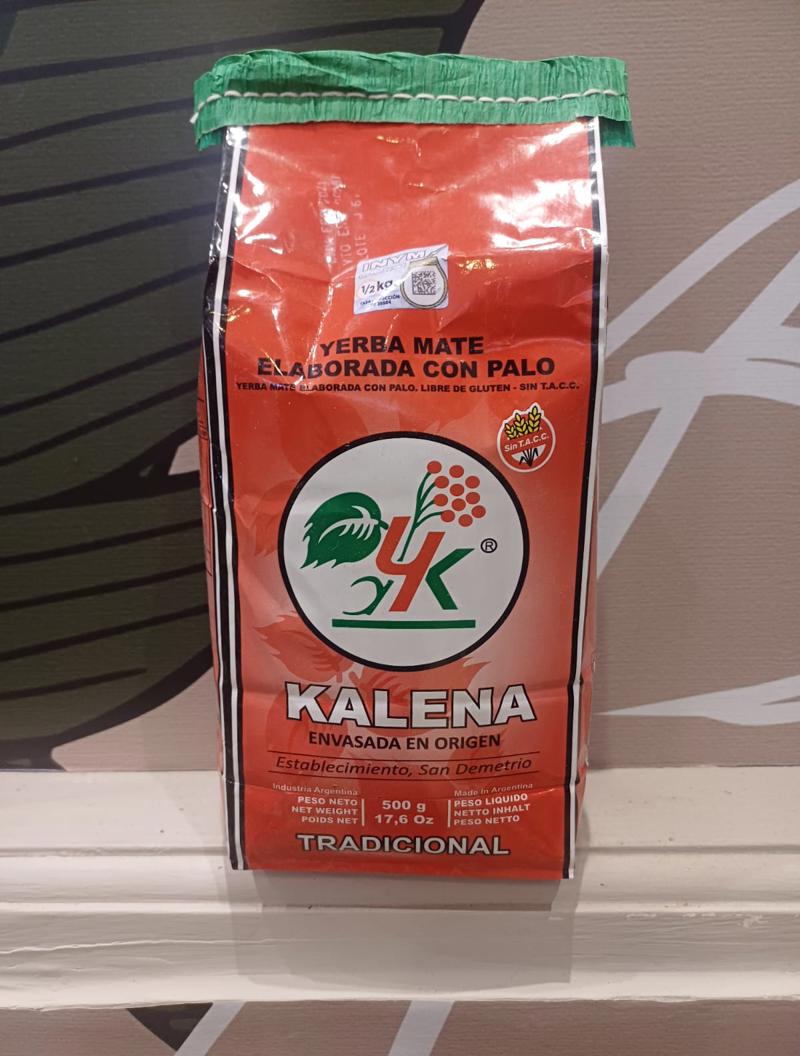 INYM
1/2 kg
YERBA MATE
ELABORADA CON PALO
YERBA MATE ELABORADA CON PALO. LIBRE DE GLUTEN - SIN T.A.C.C.
Sin T.A.C.C.
YK ®
KALENA
ENVASADA EN ORIGEN
Establecimiento, San Demetrio
Industria Argentina
PESO NETO
NET WEIGHT
POIDS NET
500 g
17,6 Oz
Made in Argentina
PESO LIQUIDO
NETTO INHALT
PESO NETTO
TRADICIONAL